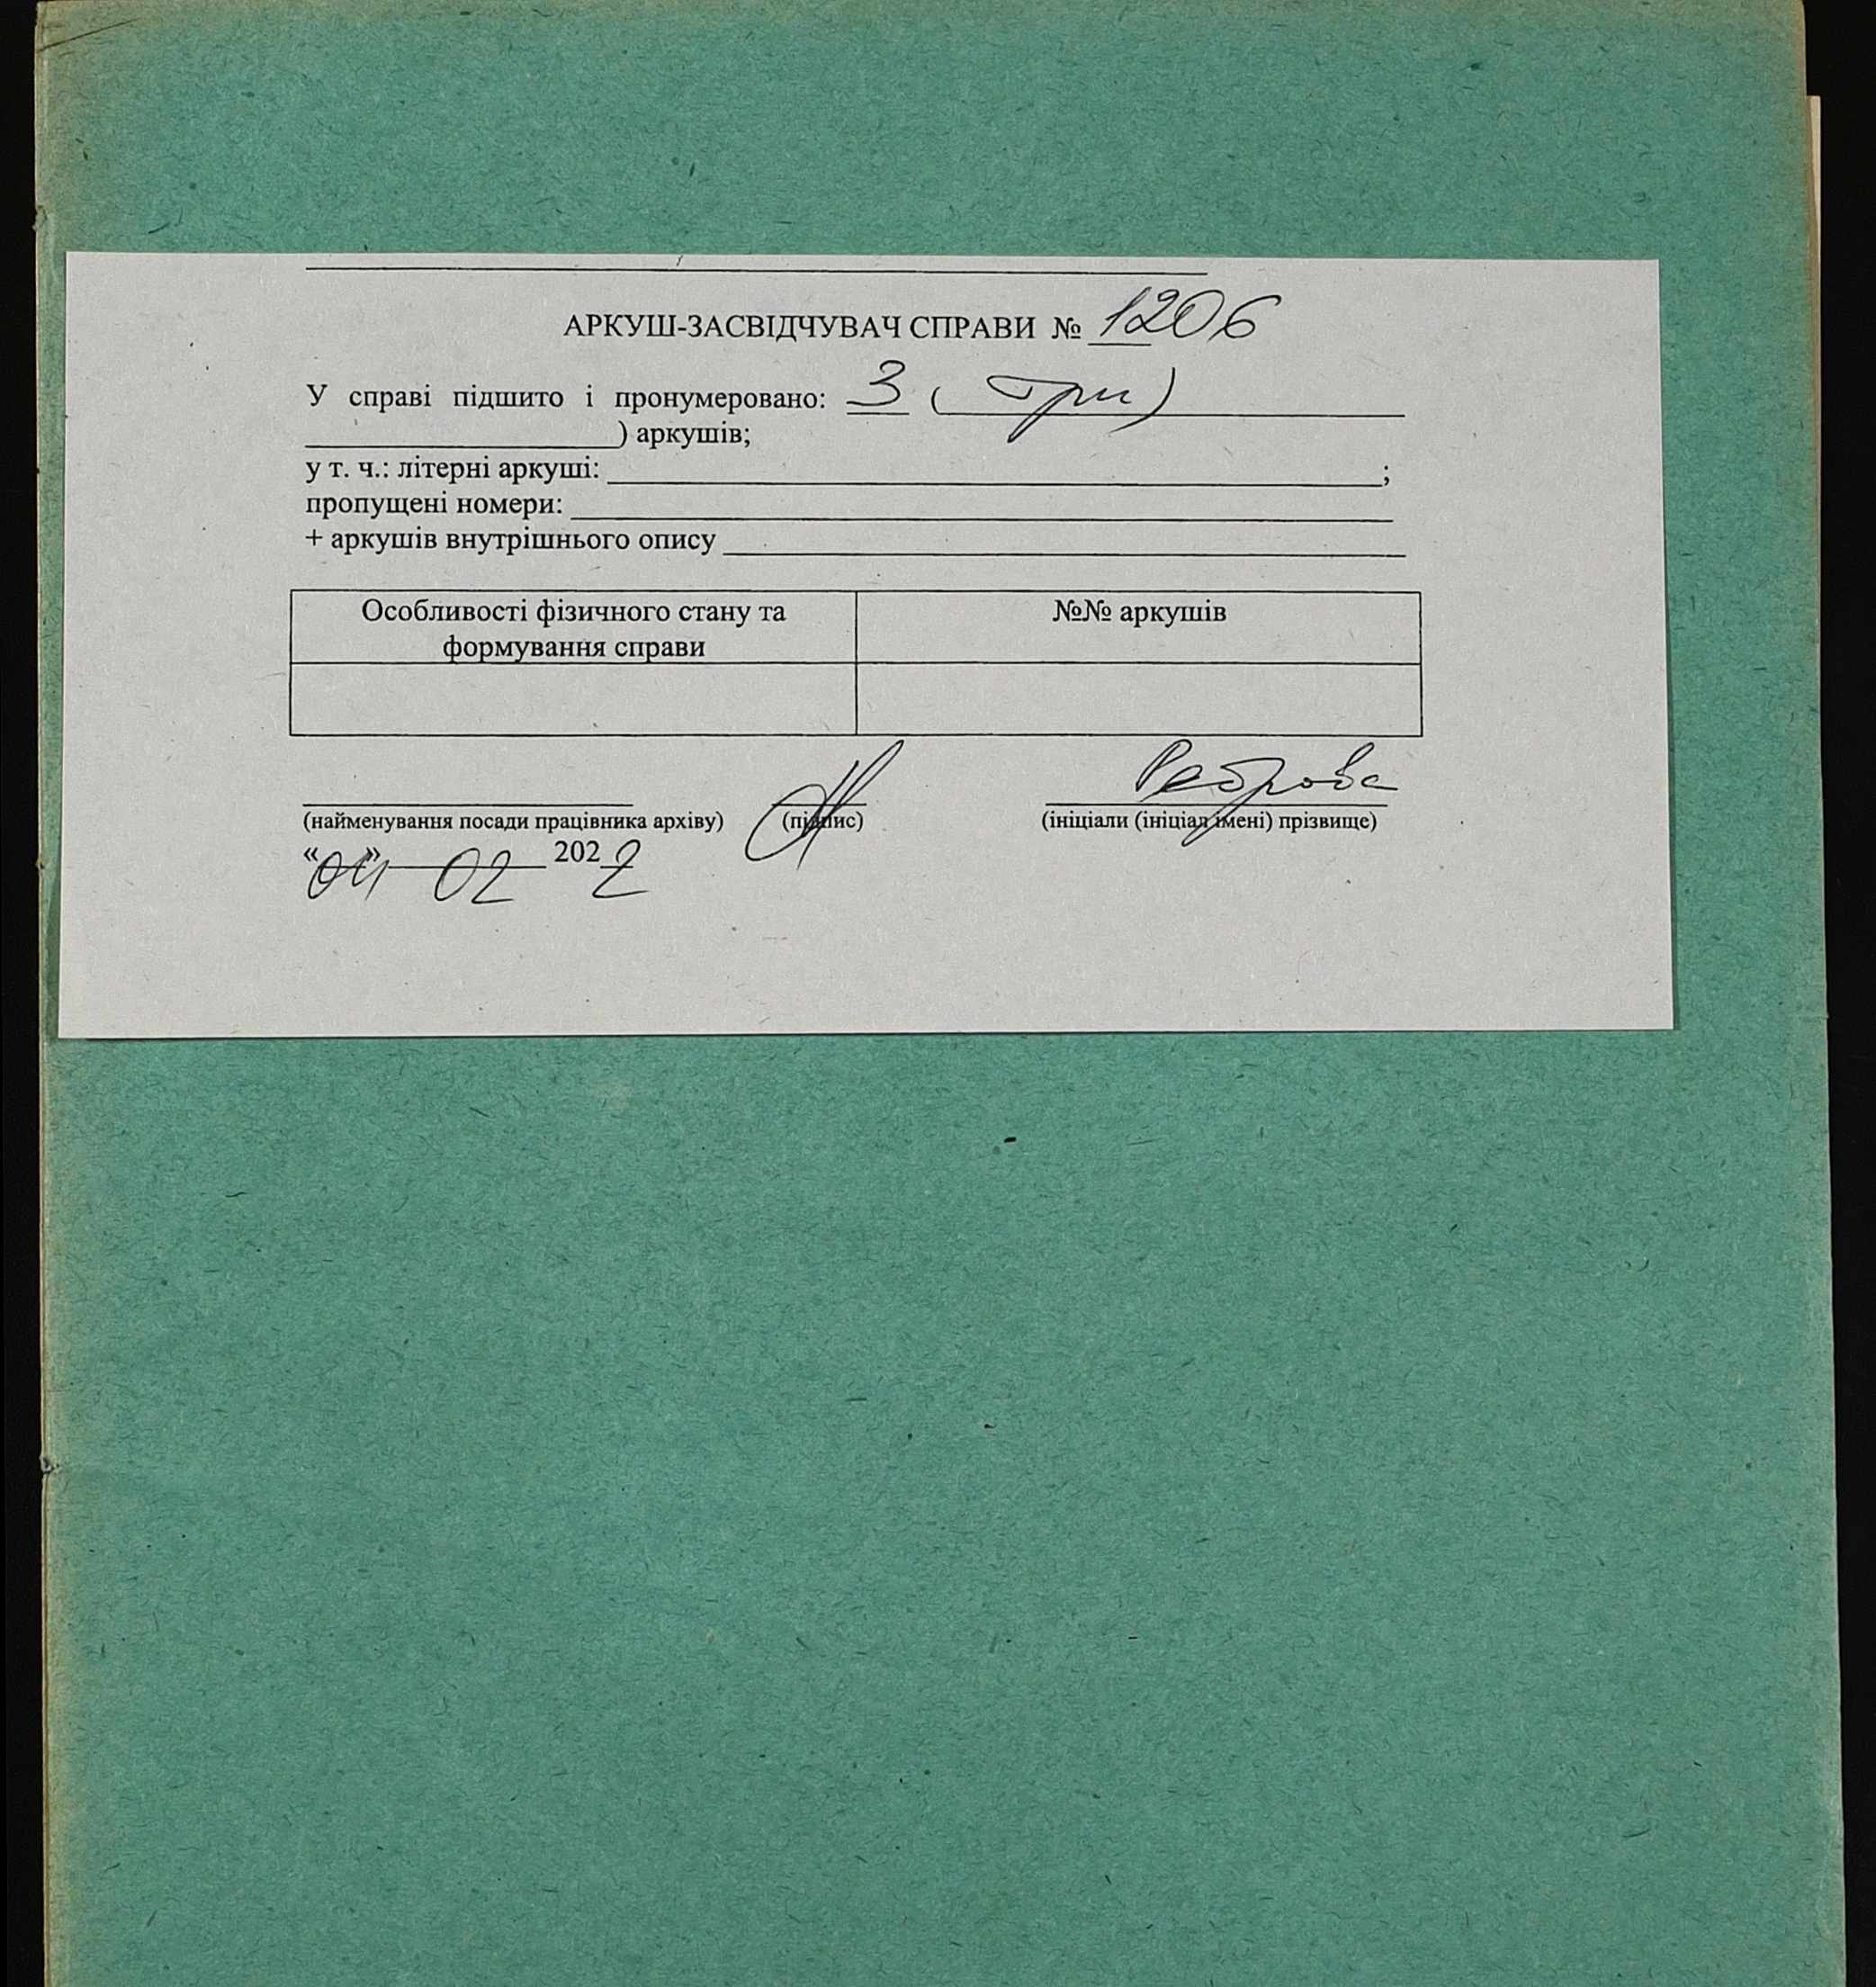 АРКУШ-ЗАСВІДЧУВАЧ СПРАВИ № 1206
У справі підшито і пронумеровано: 3 ( три )
) аркушів;
у т. ч.: літерні аркуші: ;
пропущені номери:
+ аркушів внутрішнього опису
Особливості фізичного стану та
формування справи
№№ аркушів
Реброва
(найменування посади працівника архіву) (підпис) (ініціали (ініціал імені) прізвище)
«04» 02 2022